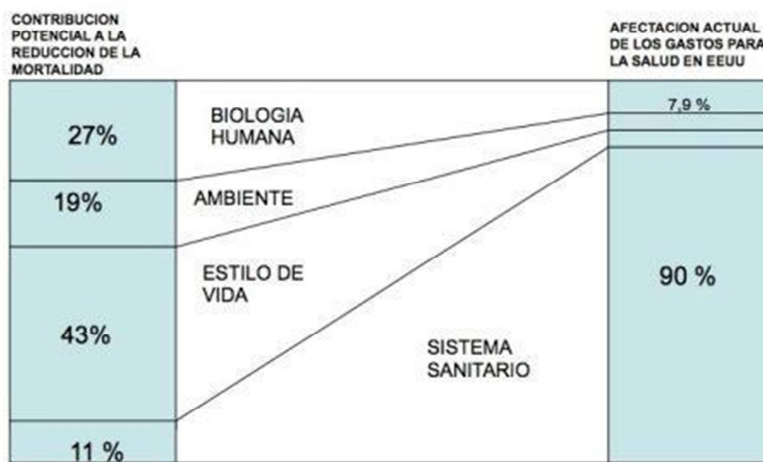 CONTRIBUCION
POTENCIAL A LA
REDUCCION DE LA
MORTALIDAD
AFECTACION ACTUAL
DE LOS GASTOS PARA
LA SALUD EN EEUU
27%
BIOLOGIA
HUMANA
7,9 %
19%
AMBIENTE
43%
ESTILO DE
VIDA
90 %
11 %
SISTEMA
SANITARIO